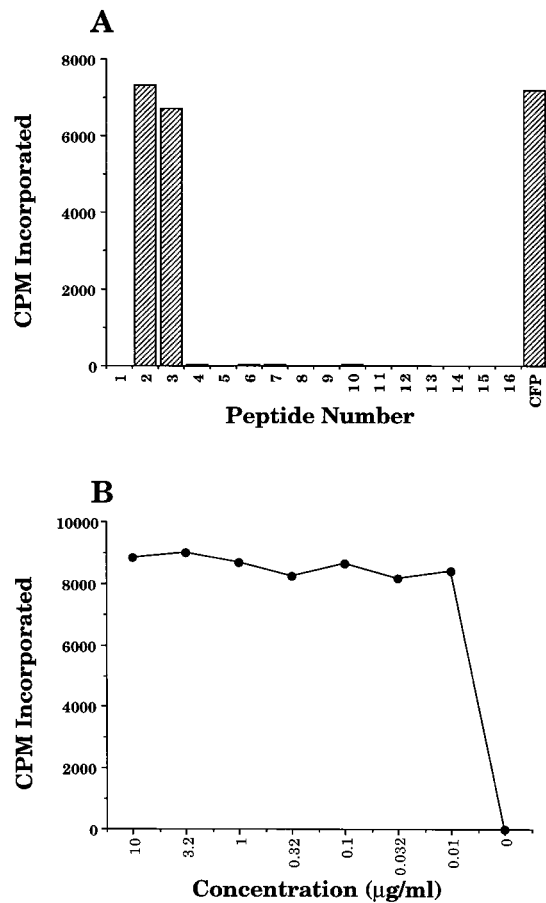 A
CPM Incorporated
8000
6000
4000
2000
0
1 2 3 4 5 6 7 8 9 10 11 12 13 14 15 16 CFP
Peptide Number
B
CPM Incorporated
10000
8000
6000
4000
2000
0
10 3.2 1 0.32 0.1 0.032 0.01 0
Concentration (μg/ml)